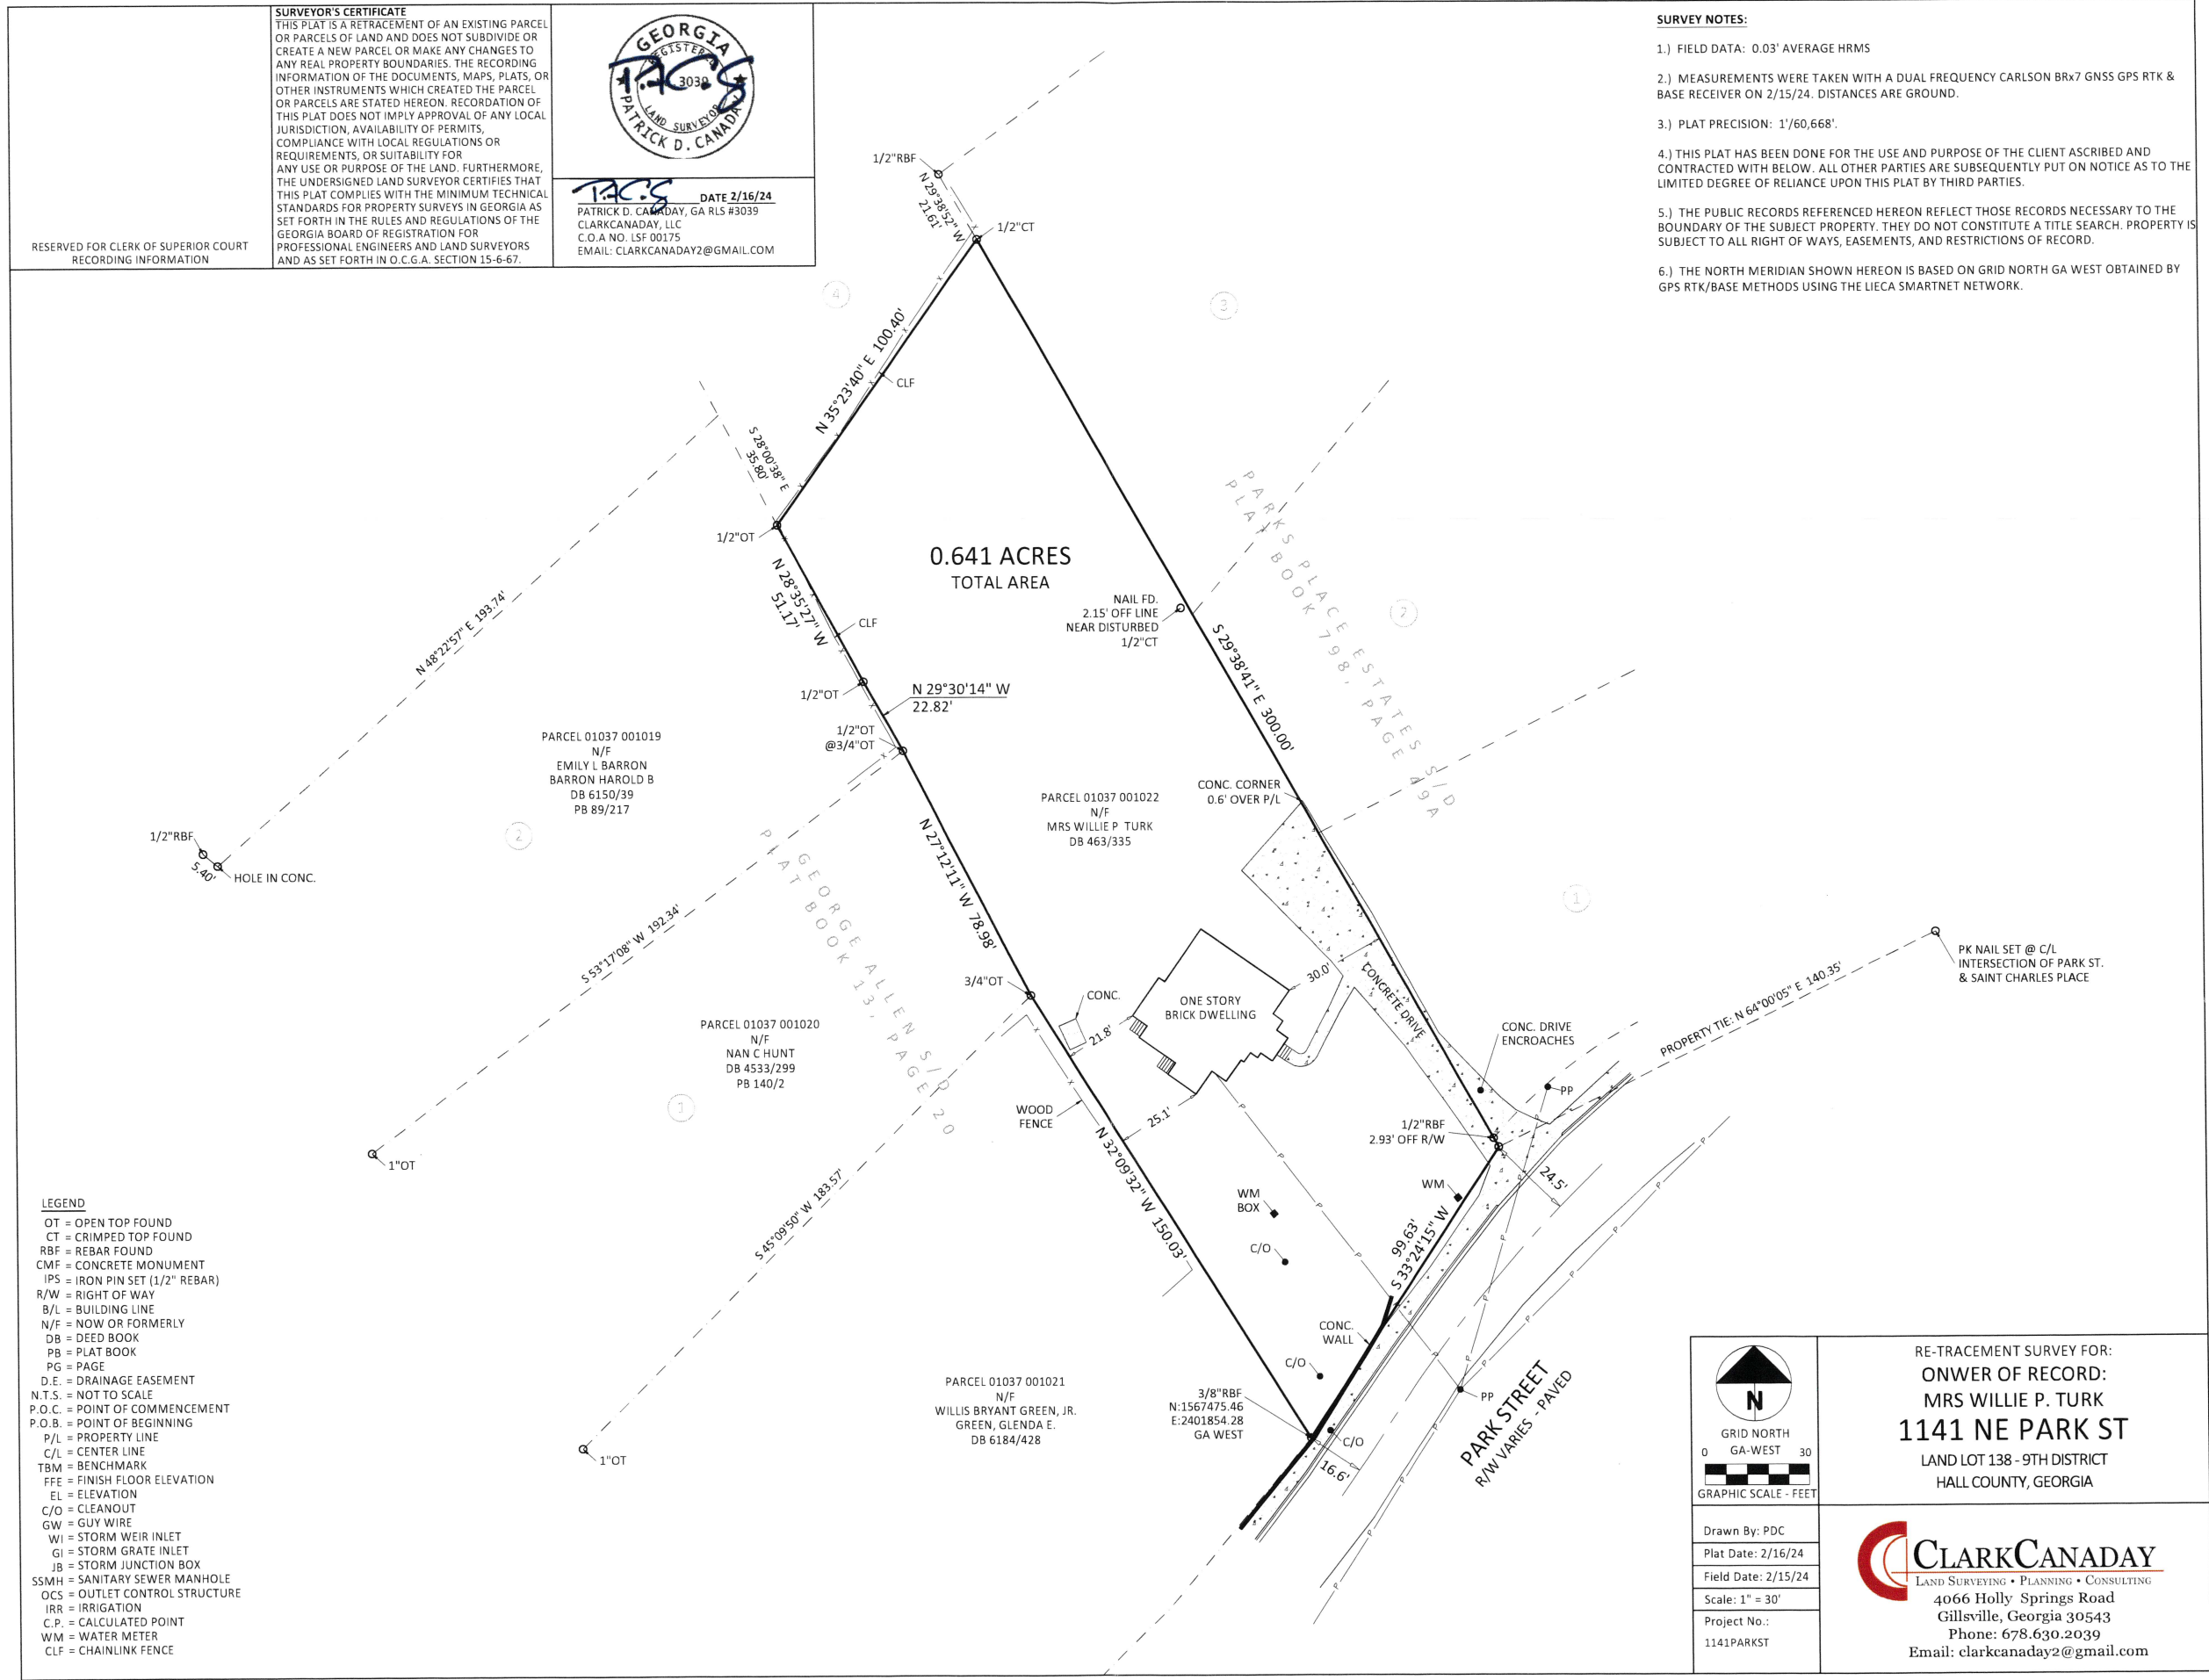 RESERVED FOR CLERK OF SUPERIOR COURT
RECORDING INFORMATION
SURVEYOR'S CERTIFICATE
THIS PLAT IS A RETRACEMENT OF AN EXISTING PARCEL
OR PARCELS OF LAND AND DOES NOT SUBDIVIDE OR
CREATE A NEW PARCEL OR MAKE ANY CHANGES TO
ANY REAL PROPERTY BOUNDARIES. THE RECORDING
INFORMATION OF THE DOCUMENTS, MAPS, PLATS, OR
OTHER INSTRUMENTS WHICH CREATED THE PARCEL
OR PARCELS ARE STATED HEREON. RECORDATION OF
THIS PLAT DOES NOT IMPLY APPROVAL OF ANY LOCAL
JURISDICTION, AVAILABILITY OF PERMITS,
COMPLIANCE WITH LOCAL REGULATIONS OR
REQUIREMENTS, OR SUITABILITY FOR
ANY USE OR PURPOSE OF THE LAND. FURTHERMORE,
THE UNDERSIGNED LAND SURVEYOR CERTIFIES THAT
THIS PLAT COMPLIES WITH THE MINIMUM TECHNICAL
STANDARDS FOR PROPERTY SURVEYS IN GEORGIA AS
SET FORTH IN THE RULES AND REGULATIONS OF THE
GEORGIA BOARD OF REGISTRATION FOR
PROFESSIONAL ENGINEERS AND LAND SURVEYORS
AND AS SET FORTH IN O.C.G.A. SECTION 15-6-67.
GEORGIA
REGISTERED
3039
LAND SURVEYOR
PATRICK D. CANADAY
DATE 2/16/24
PATRICK D. CANADAY, GA RLS #3039
CLARKCANADAY, LLC
C.O.A NO. LSF 00175
EMAIL: CLARKCANADAY2@GMAIL.COM
SURVEY NOTES:
1.) FIELD DATA: 0.03' AVERAGE HRMS
2.) MEASUREMENTS WERE TAKEN WITH A DUAL FREQUENCY CARLSON BRx7 GNSS GPS RTK &
BASE RECEIVER ON 2/15/24. DISTANCES ARE GROUND.
3.) PLAT PRECISION: 1'/60,668'.
4.) THIS PLAT HAS BEEN DONE FOR THE USE AND PURPOSE OF THE CLIENT ASCRIBED AND
CONTRACTED WITH BELOW. ALL OTHER PARTIES ARE SUBSEQUENTLY PUT ON NOTICE AS TO THE
LIMITED DEGREE OF RELIANCE UPON THIS PLAT BY THIRD PARTIES.
5.) THE PUBLIC RECORDS REFERENCED HEREON REFLECT THOSE RECORDS NECESSARY TO THE
BOUNDARY OF THE SUBJECT PROPERTY. THEY DO NOT CONSTITUTE A TITLE SEARCH. PROPERTY IS
SUBJECT TO ALL RIGHT OF WAYS, EASEMENTS, AND RESTRICTIONS OF RECORD.
6.) THE NORTH MERIDIAN SHOWN HEREON IS BASED ON GRID NORTH GA WEST OBTAINED BY
GPS RTK/BASE METHODS USING THE LIECA SMARTNET NETWORK.
1/2"RBF
N 29°38'52" W
21.61'
1/2"CT
4
3
N 35°23'40" E 100.40'
CLF
S 28°00'38" E
35.80'
1/2"OT
0.641 ACRES
TOTAL AREA
N 28°35'27" W
51.17'
CLF
NAIL FD.
2.15' OFF LINE
NEAR DISTURBED
1/2"CT
PARKS PLACE ESTATES S/D
PLAT BOOK 798, PAGE 49A
2
N 48°22'57" E 193.74'
S 29°38'41" E 300.00'
1/2"OT
N 29°30'14" W
22.82'
1/2"OT
@3/4"OT
PARCEL 01037 001019
N/F
EMILY L BARRON
BARRON HAROLD B
DB 6150/39
PB 89/217
2
PARCEL 01037 001022
N/F
MRS WILLIE P TURK
DB 463/335
CONC. CORNER
0.6' OVER P/L
1/2"RBF
5.40'
HOLE IN CONC.
N 27°12'11" W 78.98'
GEORGE ALLEN S/D
PLAT BOOK 13, PAGE 20
1
S 53°17'08" W 192.34'
3/4"OT
CONC.
21.8'
ONE STORY
BRICK DWELLING
30.0'
CONCRETE DRIVE
PK NAIL SET @ C/L
INTERSECTION OF PARK ST.
& SAINT CHARLES PLACE
PROPERTY TIE: N 64°00'05" E 140.35'
CONC. DRIVE
ENCROACHES
PP
PARCEL 01037 001020
N/F
NAN C HUNT
DB 4533/299
PB 140/2
3
WOOD
FENCE
25.1'
1/2"RBF
2.93' OFF R/W
1"OT
N 32°09'32" W 150.03'
WM
BOX
WM
24.5'
C/O
99.63'
S 33°24'15" W
S 45°09'50" W 183.57'
CONC.
WALL
C/O
PP
PARCEL 01037 001021
N/F
WILLIS BRYANT GREEN, JR.
GREEN, GLENDA E.
DB 6184/428
3/8"RBF
N:1567475.46
E:2401854.28
GA WEST
C/O
16.6'
PARK STREET
R/W VARIES - PAVED
1"OT
LEGEND
OT = OPEN TOP FOUND
CT = CRIMPED TOP FOUND
RBF = REBAR FOUND
CMF = CONCRETE MONUMENT
IPS = IRON PIN SET (1/2" REBAR)
R/W = RIGHT OF WAY
B/L = BUILDING LINE
N/F = NOW OR FORMERLY
DB = DEED BOOK
PB = PLAT BOOK
PG = PAGE
D.E. = DRAINAGE EASEMENT
N.T.S. = NOT TO SCALE
P.O.C. = POINT OF COMMENCEMENT
P.O.B. = POINT OF BEGINNING
P/L = PROPERTY LINE
C/L = CENTER LINE
TBM = BENCHMARK
FFE = FINISH FLOOR ELEVATION
EL = ELEVATION
C/O = CLEANOUT
GW = GUY WIRE
WI = STORM WEIR INLET
GI = STORM GRATE INLET
JB = STORM JUNCTION BOX
SSMH = SANITARY SEWER MANHOLE
OCS = OUTLET CONTROL STRUCTURE
IRR = IRRIGATION
C.P. = CALCULATED POINT
WM = WATER METER
CLF = CHAINLINK FENCE
N
GRID NORTH
GA-WEST
0 30
GRAPHIC SCALE - FEET
RE-TRACEMENT SURVEY FOR:
ONWER OF RECORD:
MRS WILLIE P. TURK
1141 NE PARK ST
LAND LOT 138 - 9TH DISTRICT
HALL COUNTY, GEORGIA
Drawn By: PDC
Plat Date: 2/16/24
Field Date: 2/15/24
Scale: 1" = 30'
Project No.:
1141PARKST
CLARKCANADAY
LAND SURVEYING • PLANNING • CONSULTING
4066 Holly Springs Road
Gillsville, Georgia 30543
Phone: 678.630.2039
Email: clarkcanaday2@gmail.com